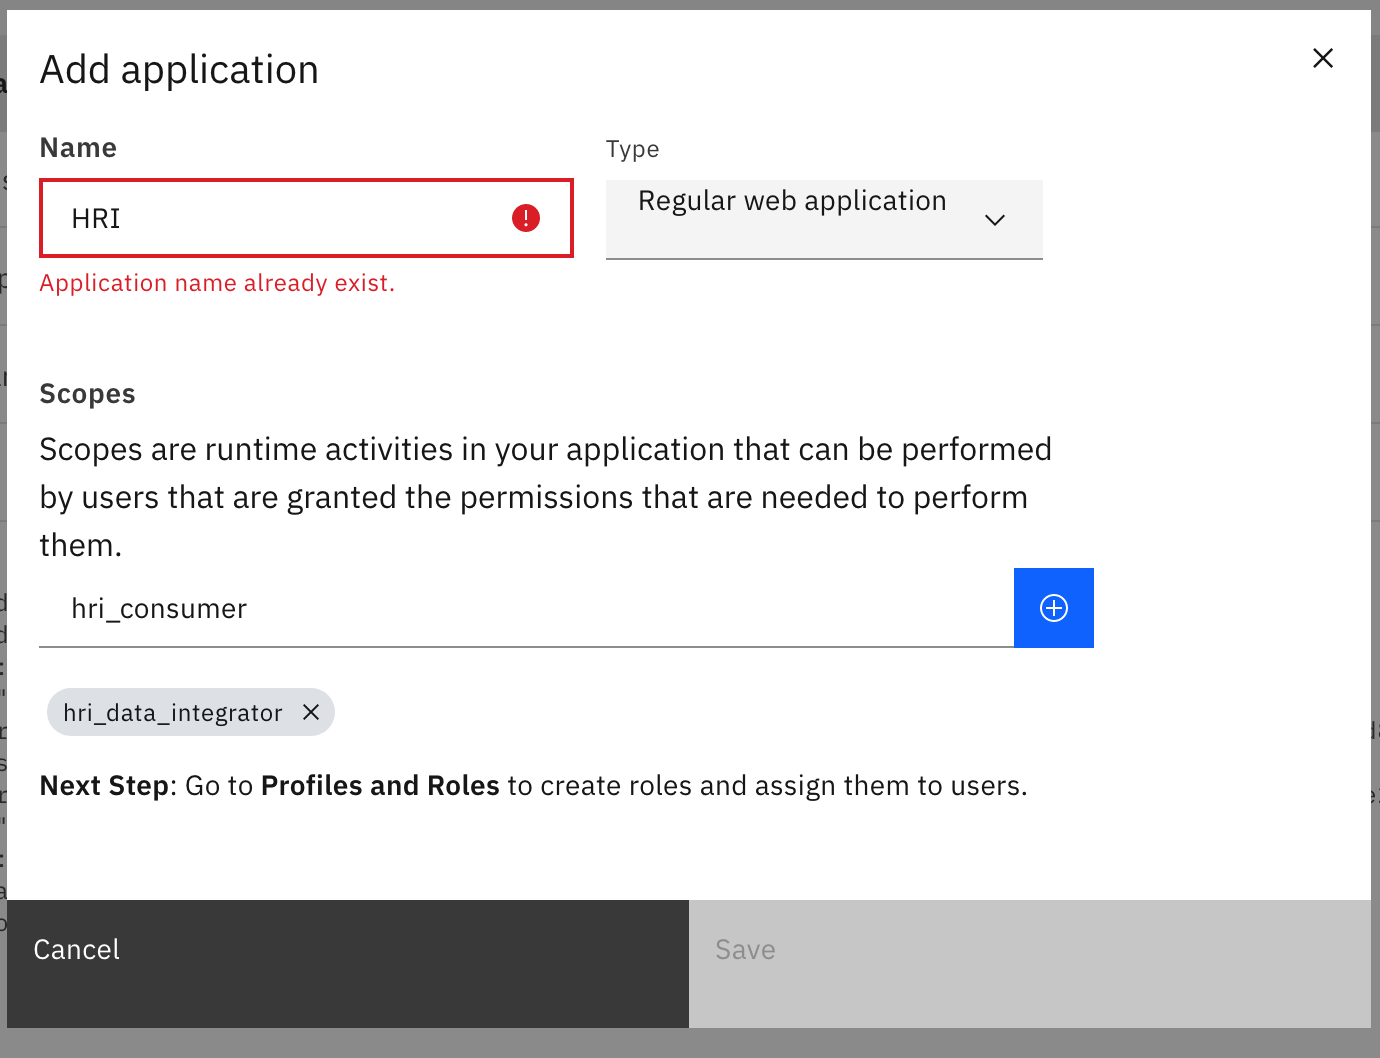 Add application
Name
Type
HRI
Regular web application
Application name already exist.
Scopes
Scopes are runtime activities in your application that can be performed
by users that are granted the permissions that are needed to perform
them.
hri_consumer
hri_data_integrator
Next Step: Go to Profiles and Roles to create roles and assign them to users.
Cancel
Save